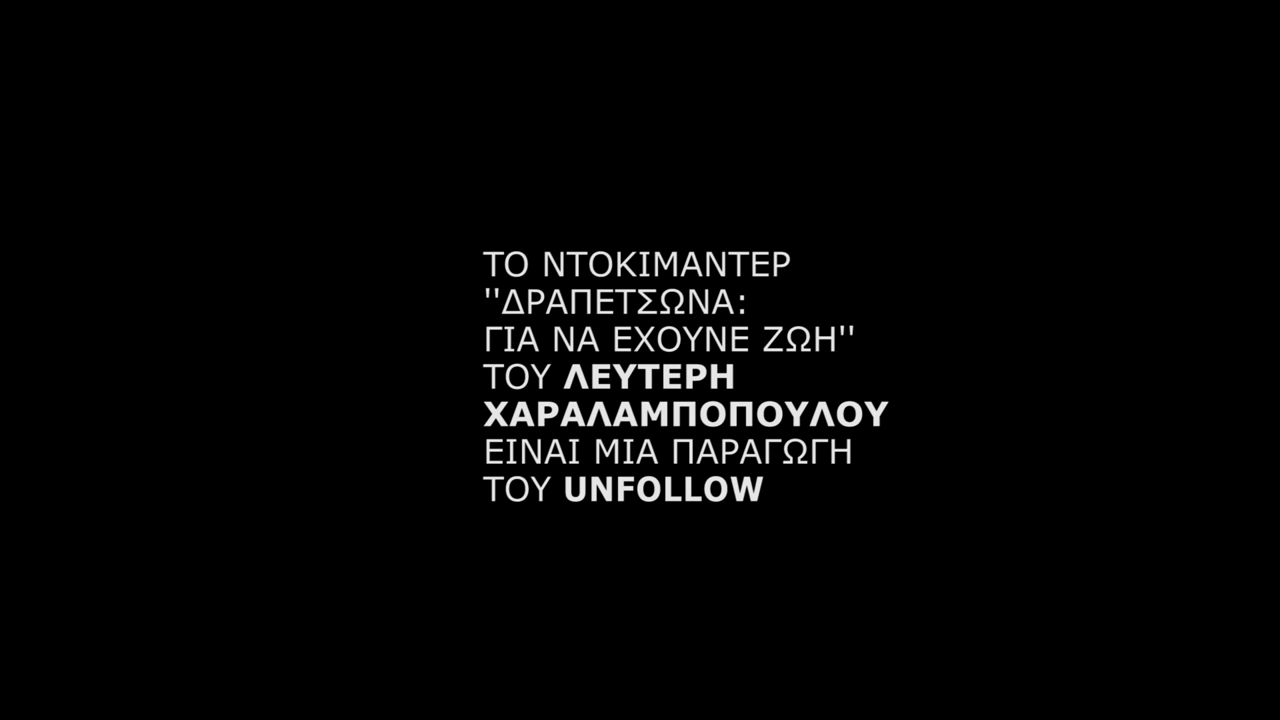 ΤΟ ΝΤΟΚΙΜΑΝΤΕΡ
''ΔΡΑΠΕΤΣΩΝΑ:
ΓΙΑ ΝΑ ΕΧΟΥΝΕ ΖΩΗ''
ΤΟΥ ΛΕΥΤΕΡΗ
ΧΑΡΑΛΑΜΠΟΠΟΥΛΟΥ
ΕΙΝΑΙ ΜΙΑ ΠΑΡΑΓΩΓΗ
ΤΟΥ UNFOLLOW